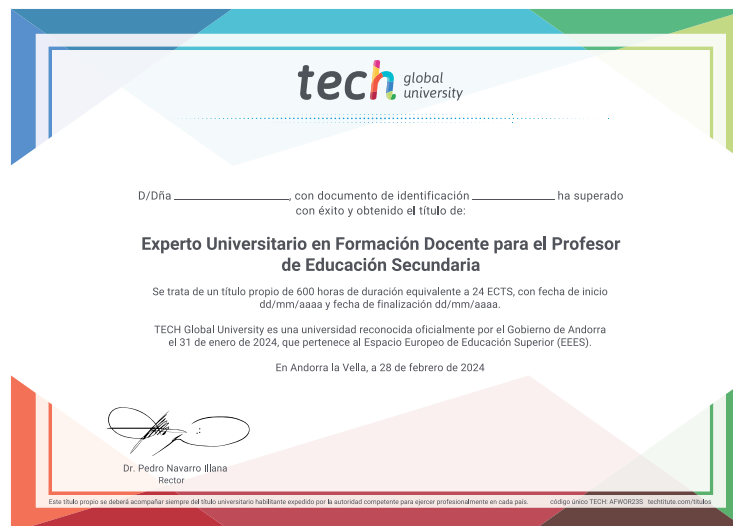 tech global university
D/Dña ____________, con documento de identificación ____________ ha superado
con éxito y obtenido el título de:
Experto Universitario en Formación Docente para el Profesor
de Educación Secundaria
Se trata de un título propio de 600 horas de duración equivalente a 24 ECTS, con fecha de inicio
dd/mm/aaaa y fecha de finalización dd/mm/aaaa.
TECH Global University es una universidad reconocida oficialmente por el Gobierno de Andorra
el 31 de enero de 2024, que pertenece al Espacio Europeo de Educación Superior (EEES).
En Andorra la Vella, a 28 de febrero de 2024
Dr. Pedro Navarro Illana
Rector
Este título propio se deberá acompañar siempre del título universitario habilitante expedido por la autoridad competente para ejercer profesionalmente en cada país. código único TECH: AFWOR23S techtitute.com/titulos